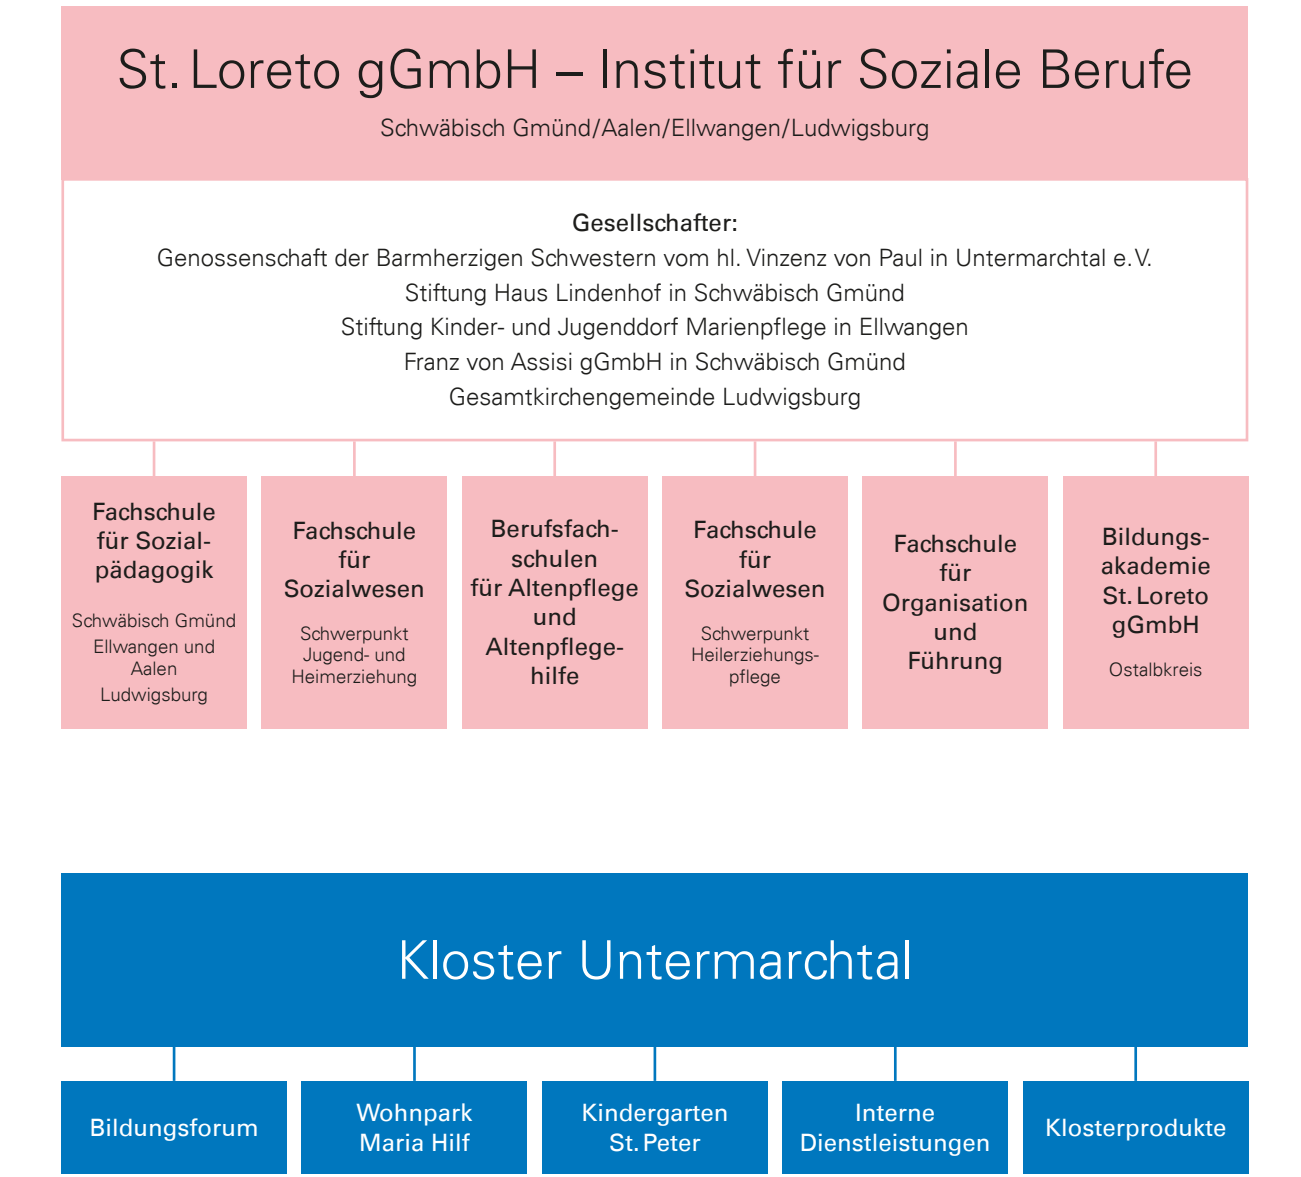 St. Loreto gGmbH – Institut für Soziale Berufe
Schwäbisch Gmünd/Aalen/Ellwangen/Ludwigsburg
Gesellschafter:
Genossenschaft der Barmherzigen Schwestern vom hl. Vinzenz von Paul in Untermarchtal e. V.
Stiftung Haus Lindenhof in Schwäbisch Gmünd
Stiftung Kinder- und Jugenddorf Marienpflege in Ellwangen
Franz von Assisi gGmbH in Schwäbisch Gmünd
Gesamtkirchengemeinde Ludwigsburg
Fachschule
für Sozial-
pädagogik
Schwäbisch Gmünd
Ellwangen und
Aalen
Ludwigsburg
Fachschule
für
Sozialwesen
Schwerpunkt
Jugend- und
Heimerziehung
Berufsfach-
schulen
für Altenpflege
und
Altenpflege-
hilfe
Fachschule
für
Sozialwesen
Schwerpunkt
Heilerziehungs-
pflege
Fachschule
für
Organisation
und
Führung
Bildungs-
akademie
St. Loreto
gGmbH
Ostalbkreis
Kloster Untermarchtal
Bildungsforum
Wohnpark
Maria Hilf
Kindergarten
St. Peter
Interne
Dienstleistungen
Klosterprodukte